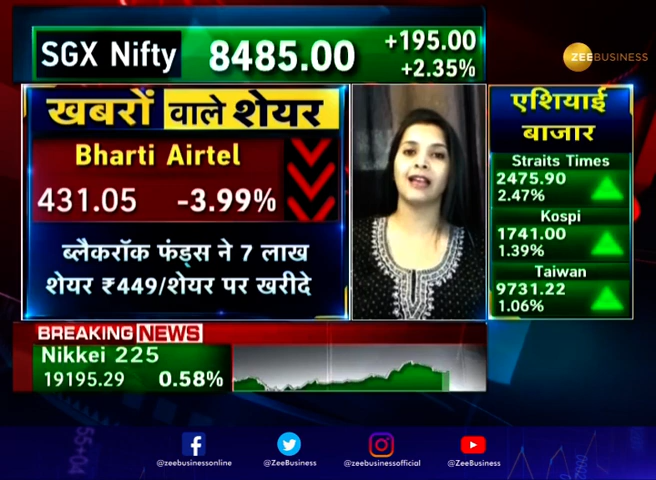 SGX Nifty 8485.00 +195.00
+2.35%
ZEEBUSINESS
खबरों वाले शेयर
Bharti Airtel
431.05 -3.99%
ब्लैकरॉक फंड्स ने 7 लाख
शेयर ₹449/शेयर पर खरीदे
एशियाई
बाजार
Straits Times
2475.90
2.47%
Kospi
1741.00
1.39%
Taiwan
9731.22
1.06%
BREAKING NEWS
Nikkei 225
19195.29 0.58%
@zeebusinessonline @ZeeBusiness @zeebusinessofficial @ZeeBusiness